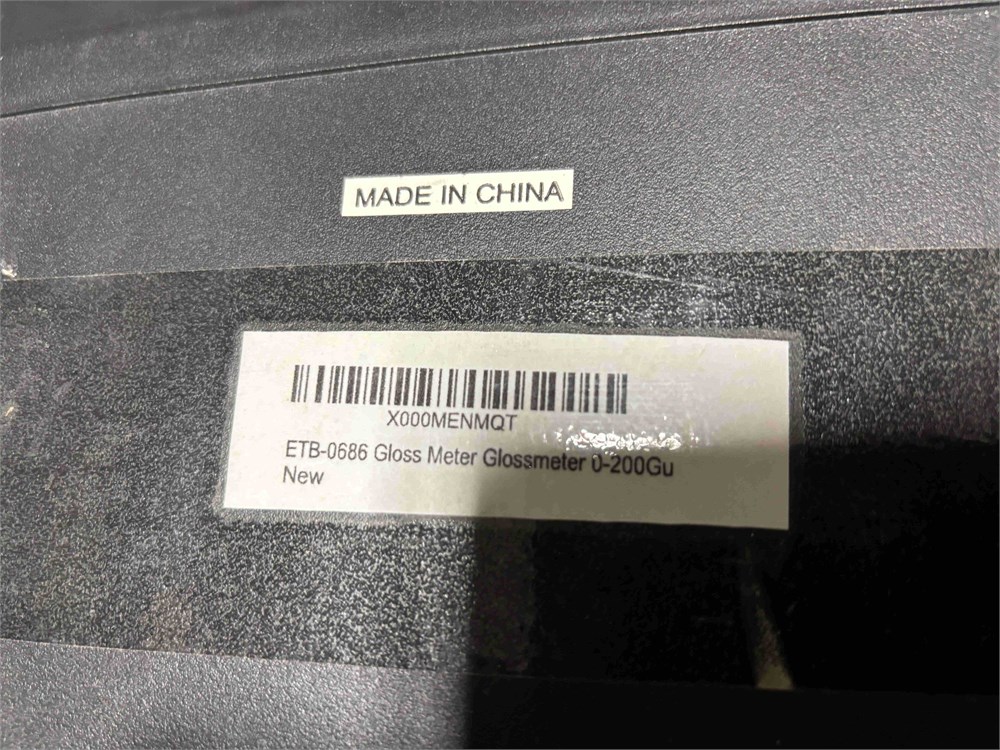 MADE IN CHINA
X000MENMQT
ETB-0686 Gloss Meter Glossmeter 0-200Gu
New